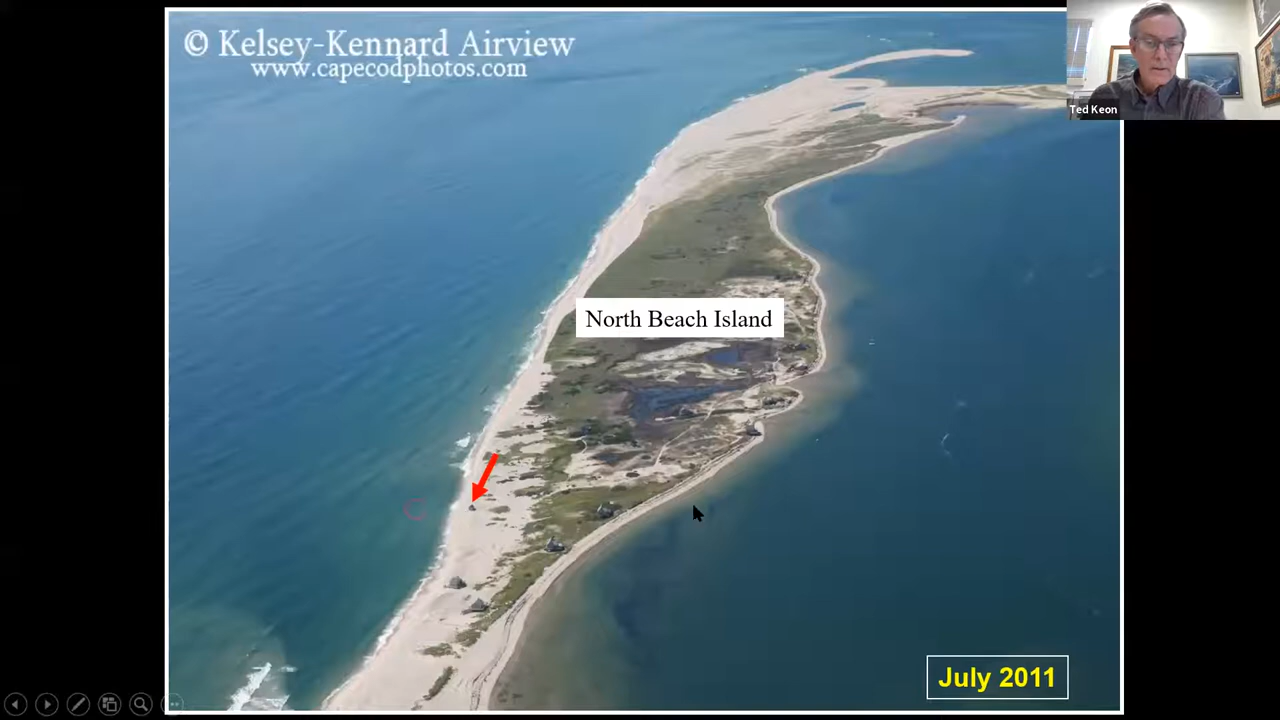 © Kelsey-Kennard Airview
www.capecodphotos.com
Ted Keon
North Beach Island
July 2011